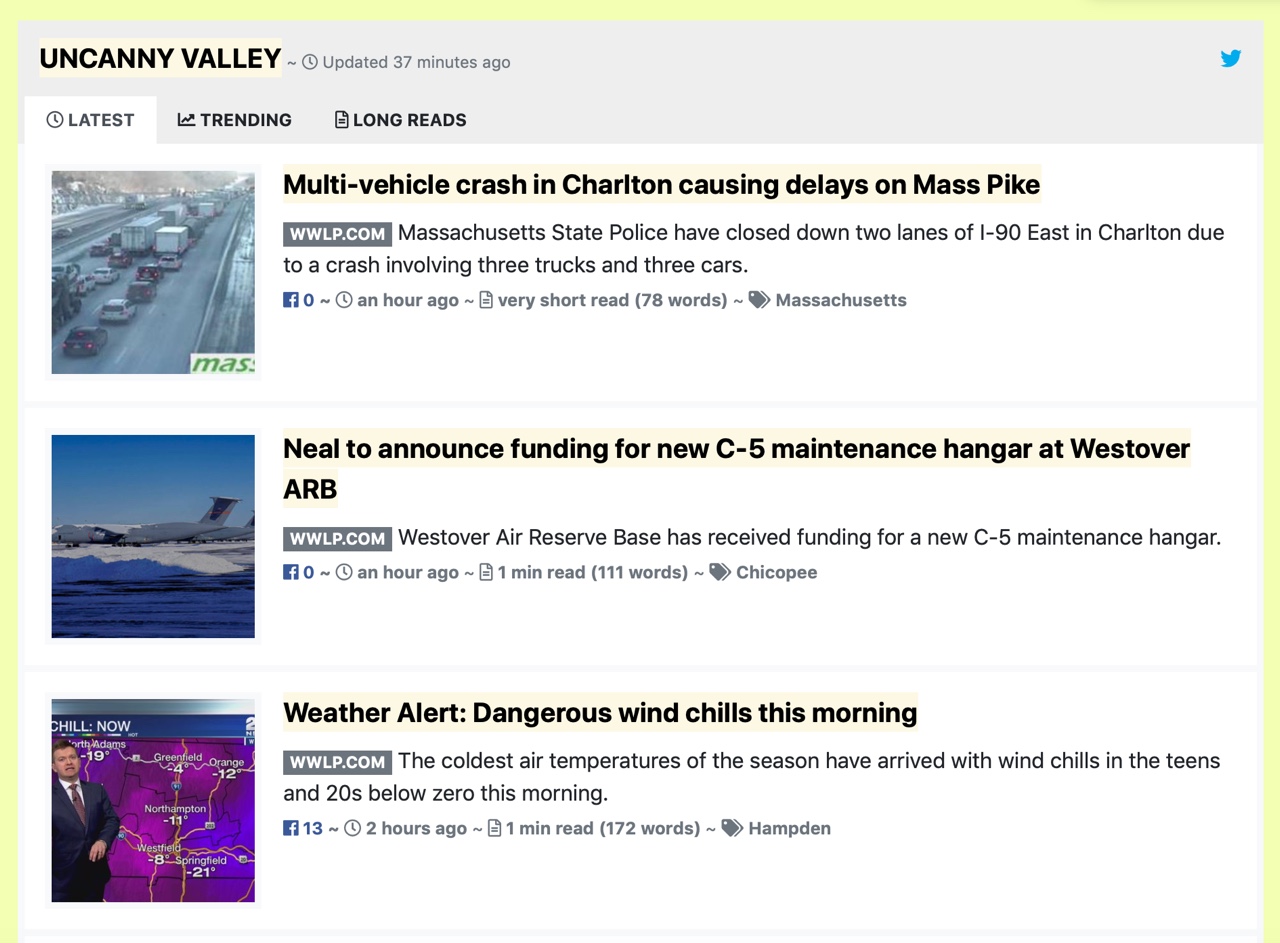 UNCANNY VALLEY ~ Updated 37 minutes ago
LATEST TRENDING LONG READS
Multi-vehicle crash in Charlton causing delays on Mass Pike
WWLP.COM Massachusetts State Police have closed down two lanes of I-90 East in Charlton due
to a crash involving three trucks and three cars.
0 ~ an hour ago ~ very short read (78 words) ~ Massachusetts
mass
Neal to announce funding for new C-5 maintenance hangar at Westover
ARB
WWLP.COM Westover Air Reserve Base has received funding for a new C-5 maintenance hangar.
0 ~ an hour ago ~ 1 min read (111 words) ~ Chicopee
Weather Alert: Dangerous wind chills this morning
WWLP.COM The coldest air temperatures of the season have arrived with wind chills in the teens
and 20s below zero this morning.
13 ~ 2 hours ago ~ 1 min read (172 words) ~ Hampden
CHILL: NOW
orth Adams
-19°
Greenfield
-4°
Orange
-12°
Northampton
-11°
Westfield
-8°
Springfield
-21°